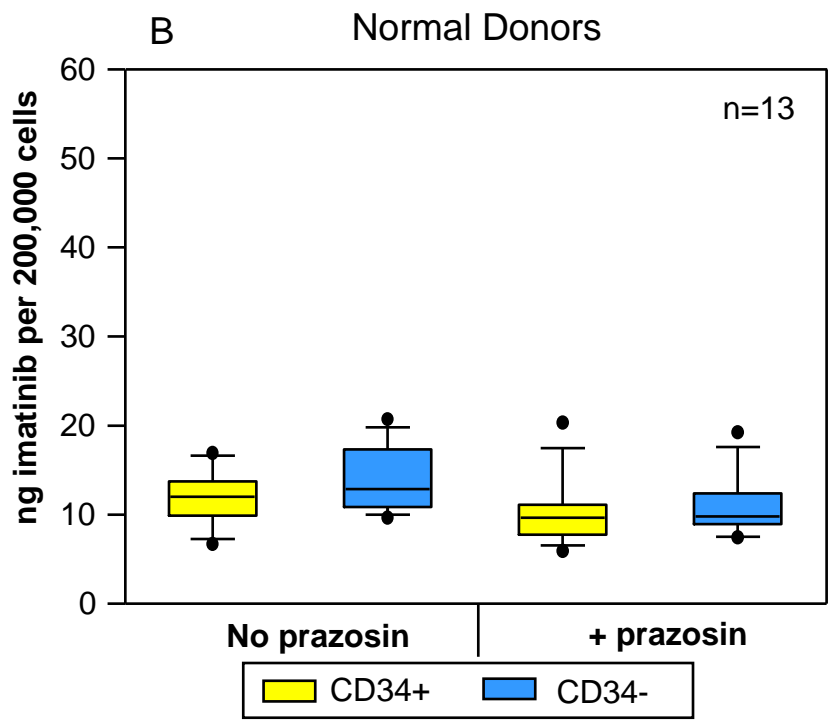 B
Normal Donors
n=13
ng imatinib per 200,000 cells
60
50
40
30
20
10
0
No prazosin
+ prazosin
CD34+
CD34-